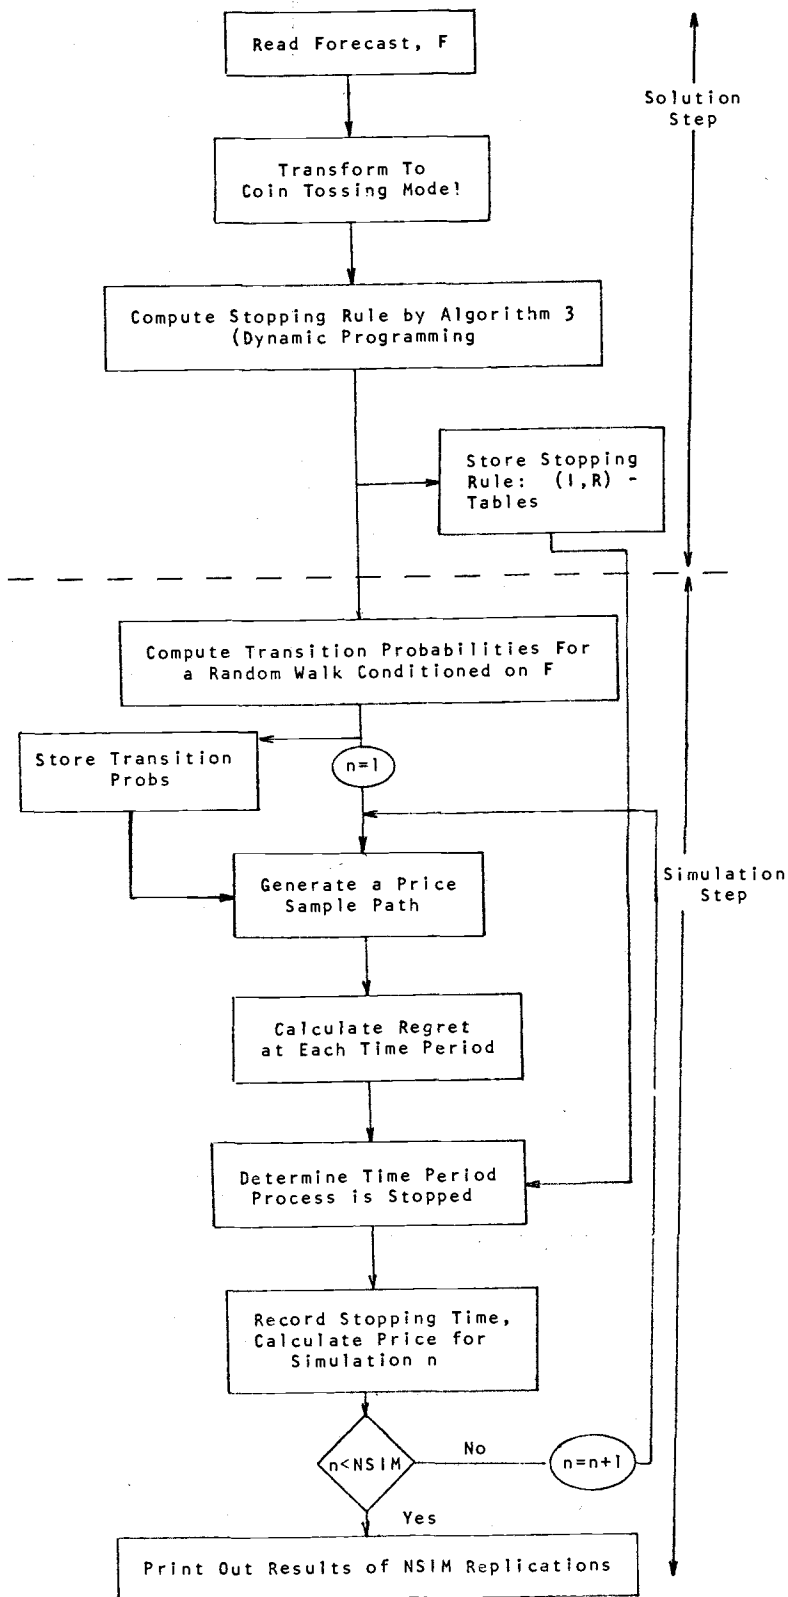 Read Forecast, F
Solution
Step
Transform To
Coin Tossing Mode!
Compute Stopping Rule by Algorithm 3
(Dynamic Programming
Store Stopping
Rule: (I,R) -
Tables
Compute Transition Probabilities For
a Random Walk Conditioned on F
Store Transition
Probs
n=1
Generate a Price
Sample Path
Simulation
Step
Calculate Regret
at Each Time Period
Determine Time Period
Process is Stopped
Record Stopping Time,
Calculate Price for
Simulation n
n<NSIM
No
n=n+1
Yes
Print Out Results of NSIM Replications